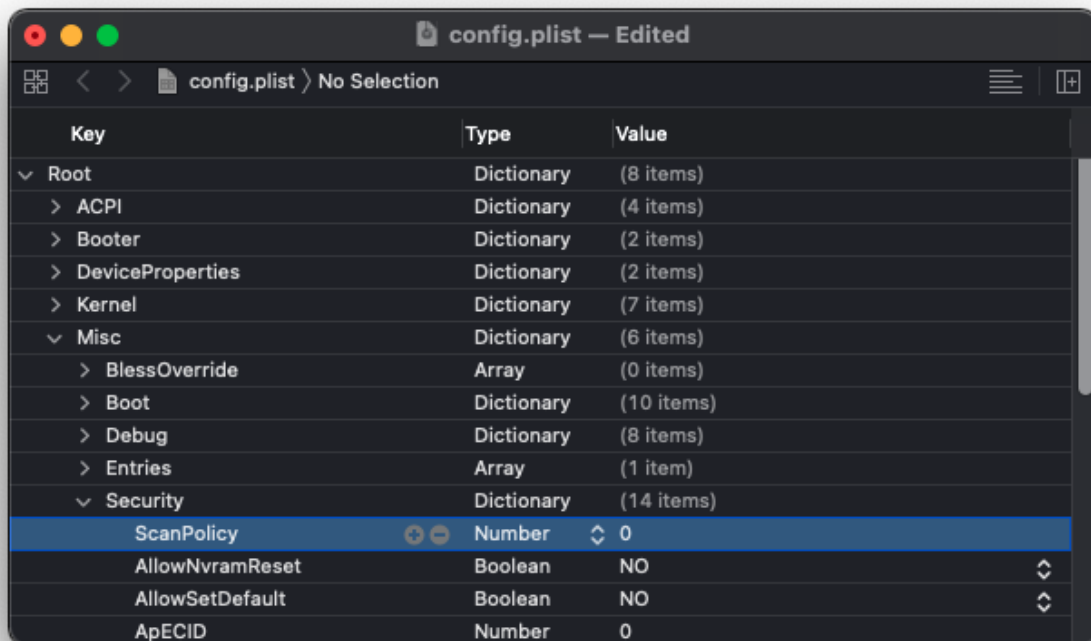 config.plist — Edited
config.plist 〉No Selection
Key Type Value
Root Dictionary (8 items)
ACPI Dictionary (4 items)
Booter Dictionary (2 items)
DeviceProperties Dictionary (2 items)
Kernel Dictionary (7 items)
Misc Dictionary (6 items)
BlessOverride Array (0 items)
Boot Dictionary (10 items)
Debug Dictionary (8 items)
Entries Array (1 item)
Security Dictionary (14 items)
ScanPolicy Number 0
AllowNvramReset Boolean NO
AllowSetDefault Boolean NO
ApECID Number 0